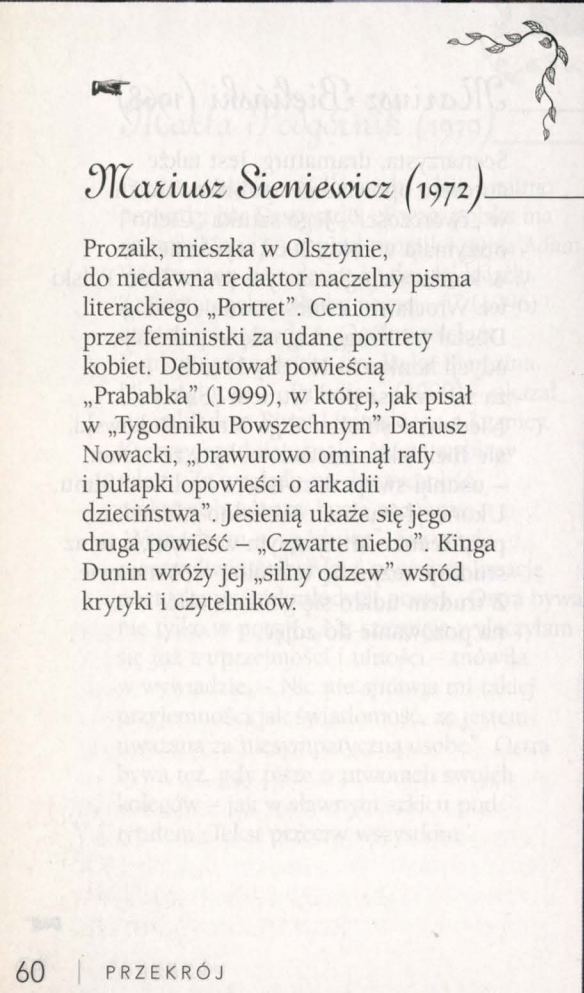 Mariusz Sieniewicz (1972)
Prozaik, mieszka w Olsztynie,
do niedawna redaktor naczelny pisma
literackiego „Portret”. Ceniony
przez feministki za udane portrety
kobiet. Debiutował powieścią
„Prababka” (1999), w której, jak pisał
w „Tygodniku Powszechnym” Dariusz
Nowacki, „brawurowo ominął rafy
i pułapki opowieści o arkadii
dzieciństwa”. Jesienią ukaże się jego
druga powieść – „Czwarte niebo”. Kinga
Dunin wróży jej „silny odzew” wśród
krytyki i czytelników.
60 | PRZEKRÓJ